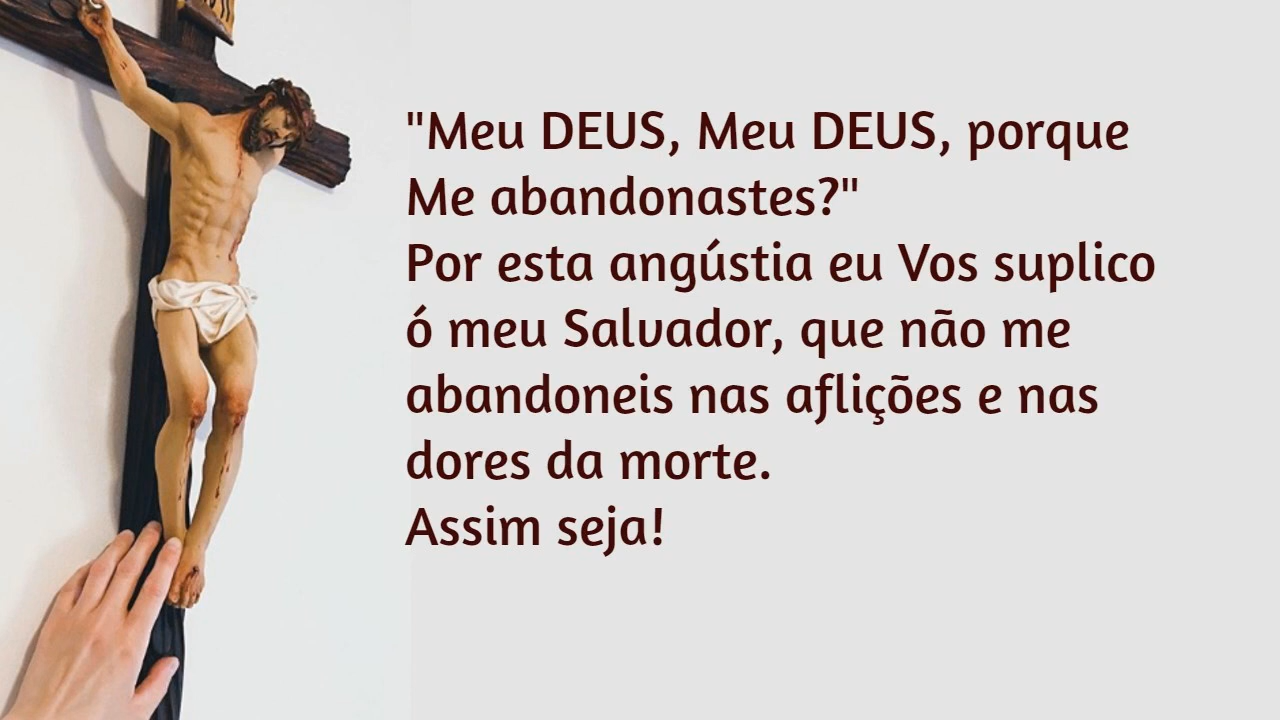 "Meu DEUS, Meu DEUS, porque
Me abandonastes?"
Por esta angústia eu Vos suplico
ó meu Salvador, que não me
abandoneis nas aflições e nas
dores da morte.
Assim seja!